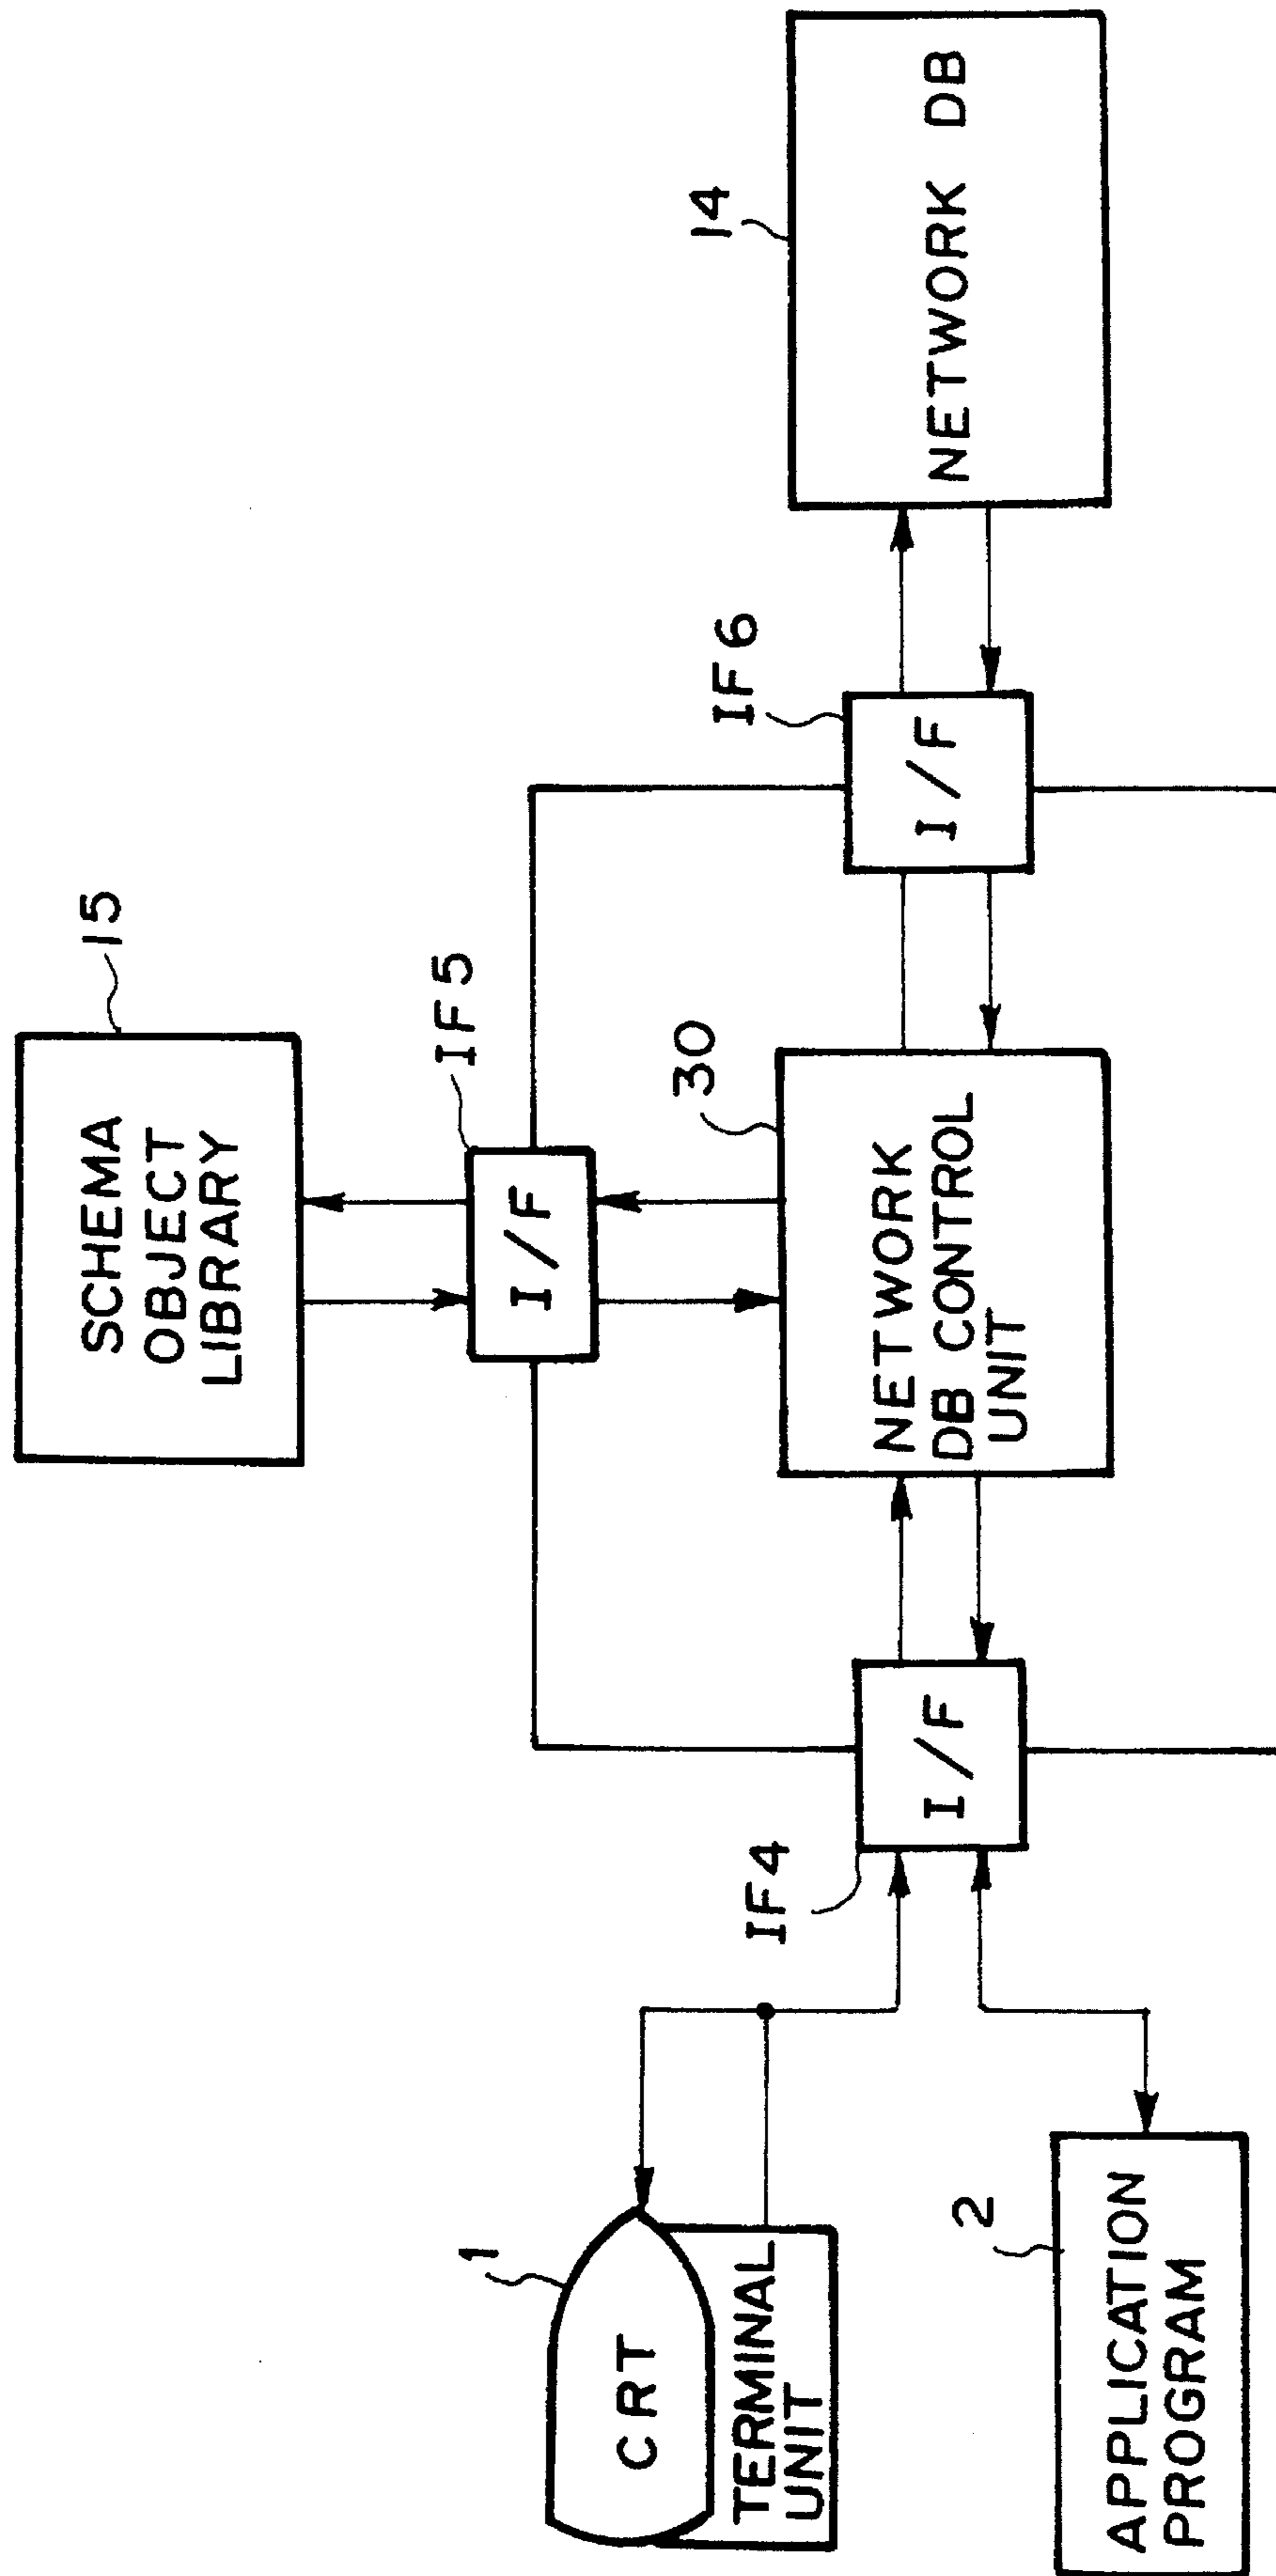 15
SCHEMA
OBJECT
LIBRARY
IF5
I/F
1
CRT
TERMINAL
UNIT
IF4
I/F
30
NETWORK
DB CONTROL
UNIT
IF6
I/F
14
NETWORK DB
2
APPLICATION
PROGRAM